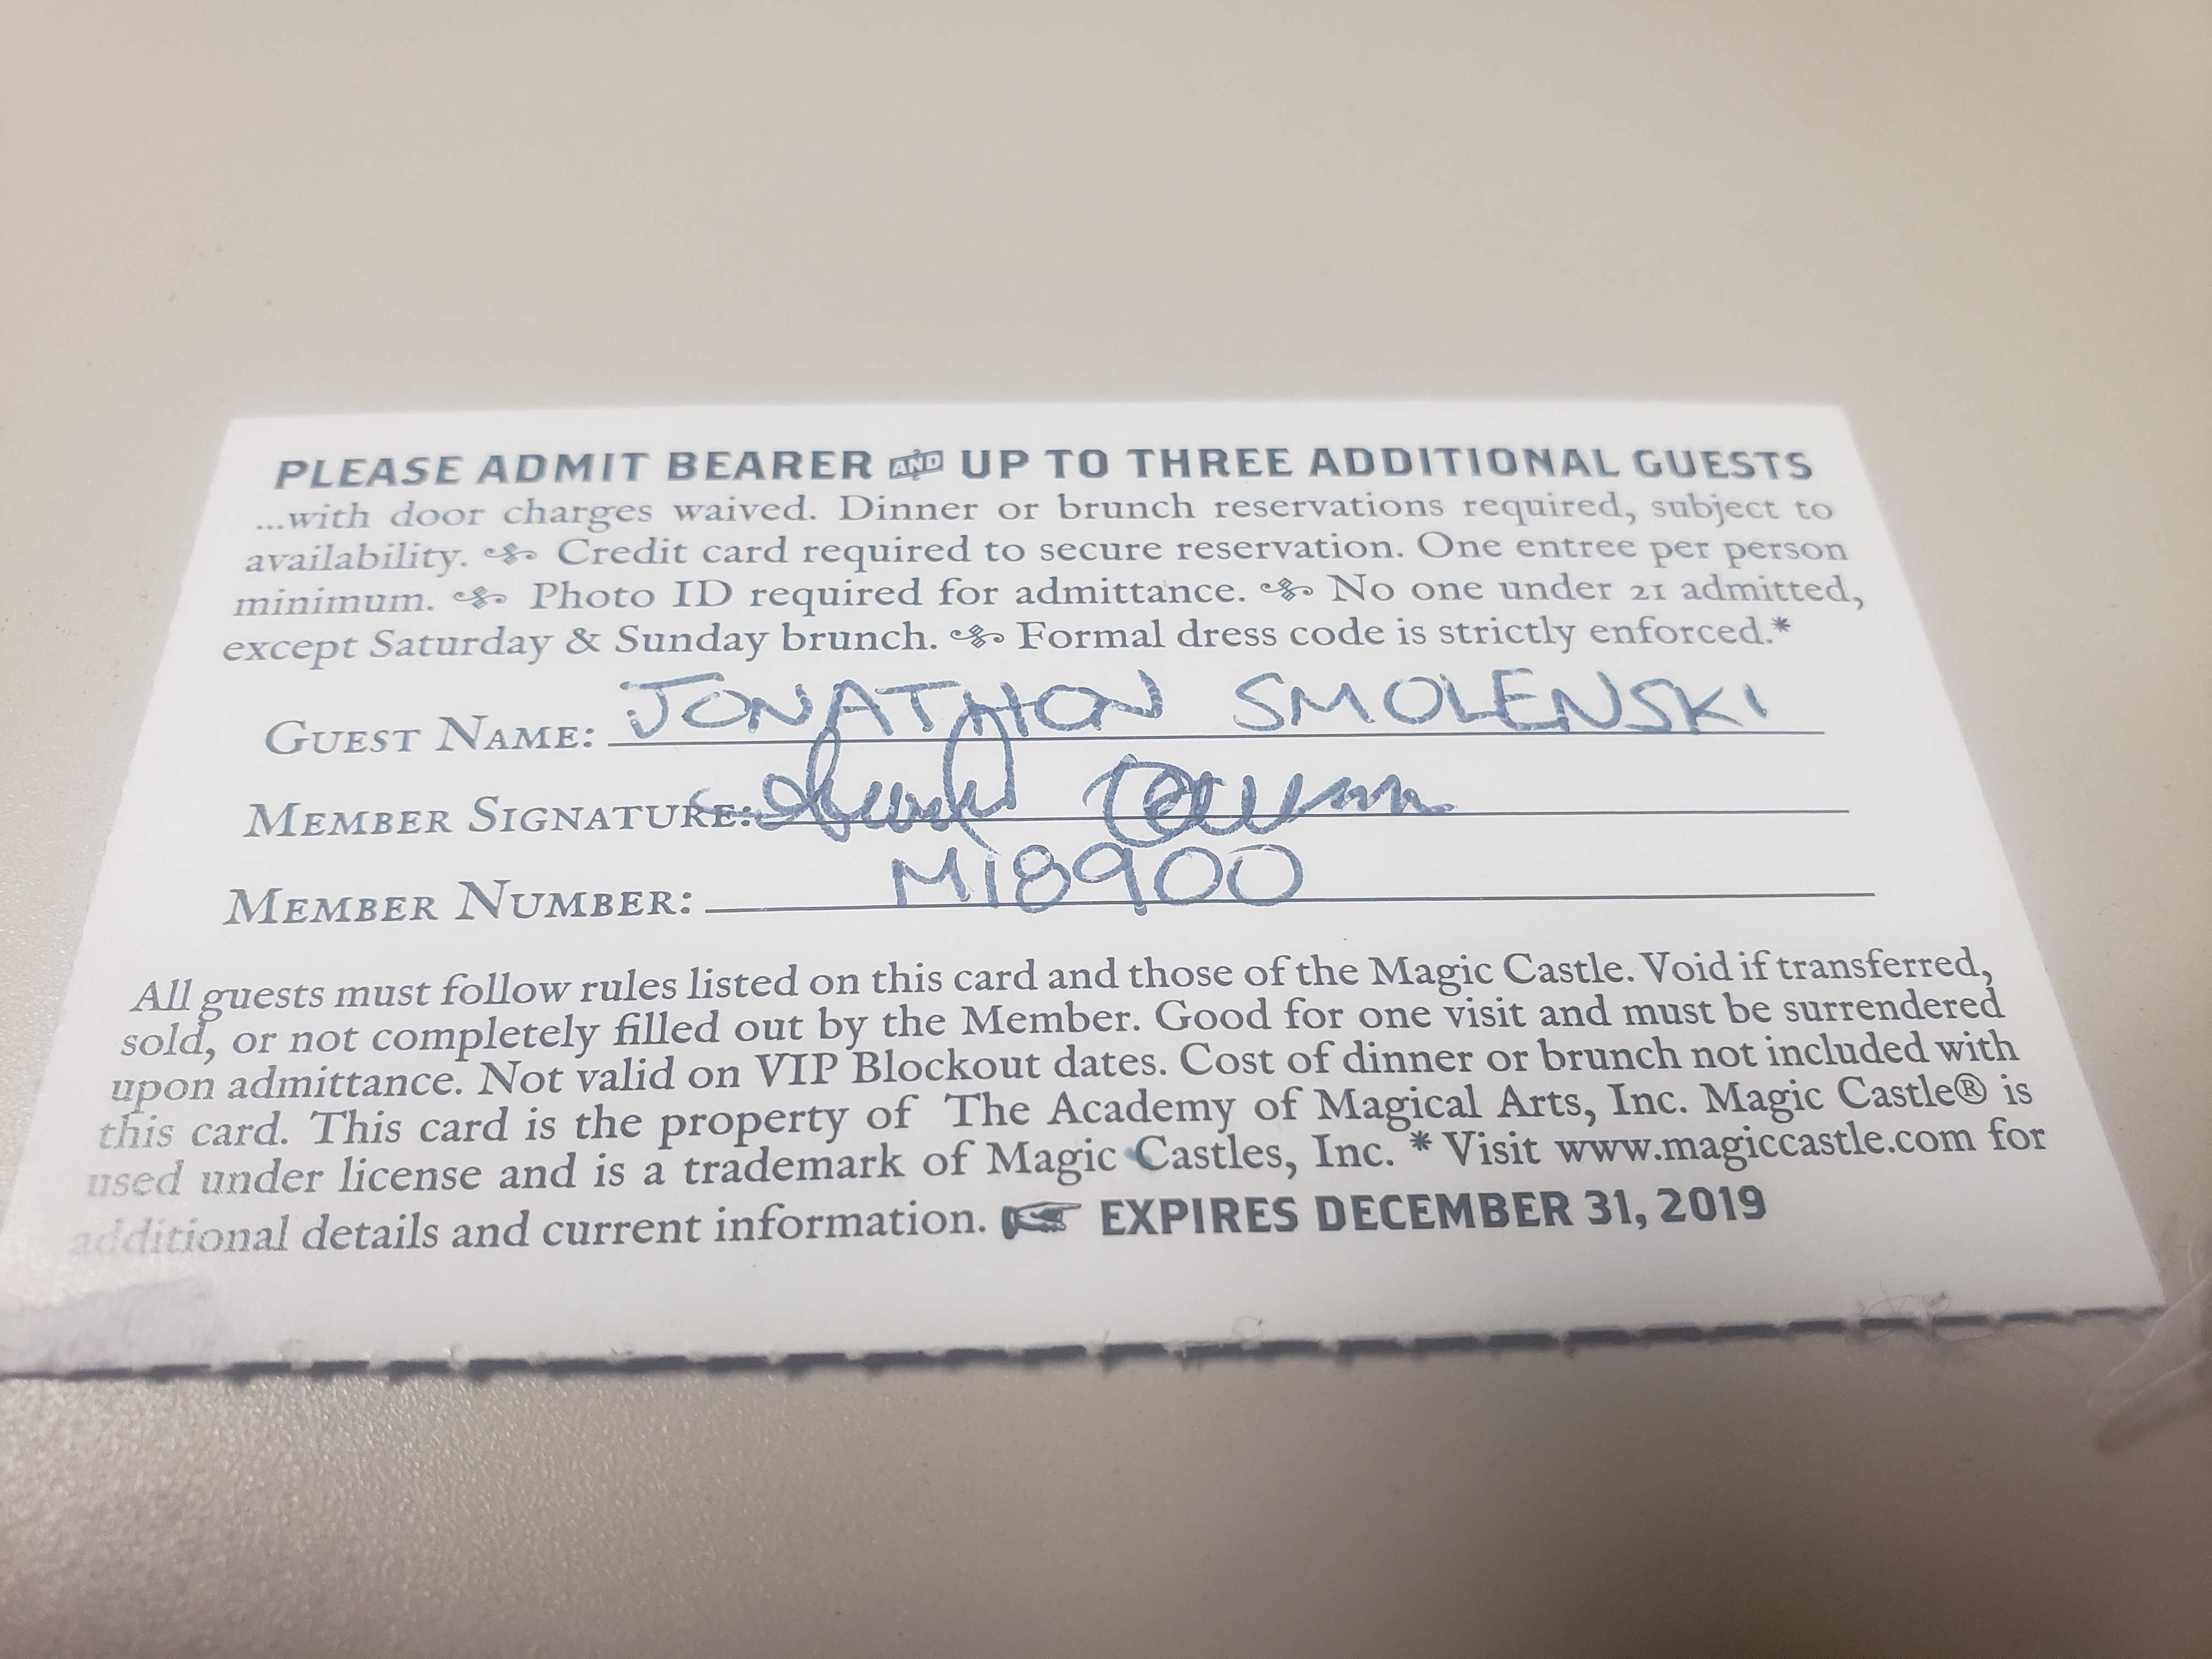 PLEASE ADMIT BEARER AND UP TO THREE ADDITIONAL GUESTS
...with door charges waived. Dinner or brunch reservations required, subject to
availability. Credit card required to secure reservation. One entree per person
minimum. Photo ID required for admittance. No one under 21 admitted,
except Saturday & Sunday brunch. Formal dress code is strictly enforced.*
GUEST NAME: JONATHON SMOLENSKI
MEMBER SIGNATURE:
MEMBER NUMBER: M18900
All guests must follow rules listed on this card and those of the Magic Castle. Void if transferred,
sold, or not completely filled out by the Member. Good for one visit and must be surrendered
upon admittance. Not valid on VIP Blockout dates. Cost of dinner or brunch not included with
this card. This card is the property of The Academy of Magical Arts, Inc. Magic Castle® is
used under license and is a trademark of Magic Castles, Inc. * Visit www.magiccastle.com for
additional details and current information. EXPIRES DECEMBER 31, 2019